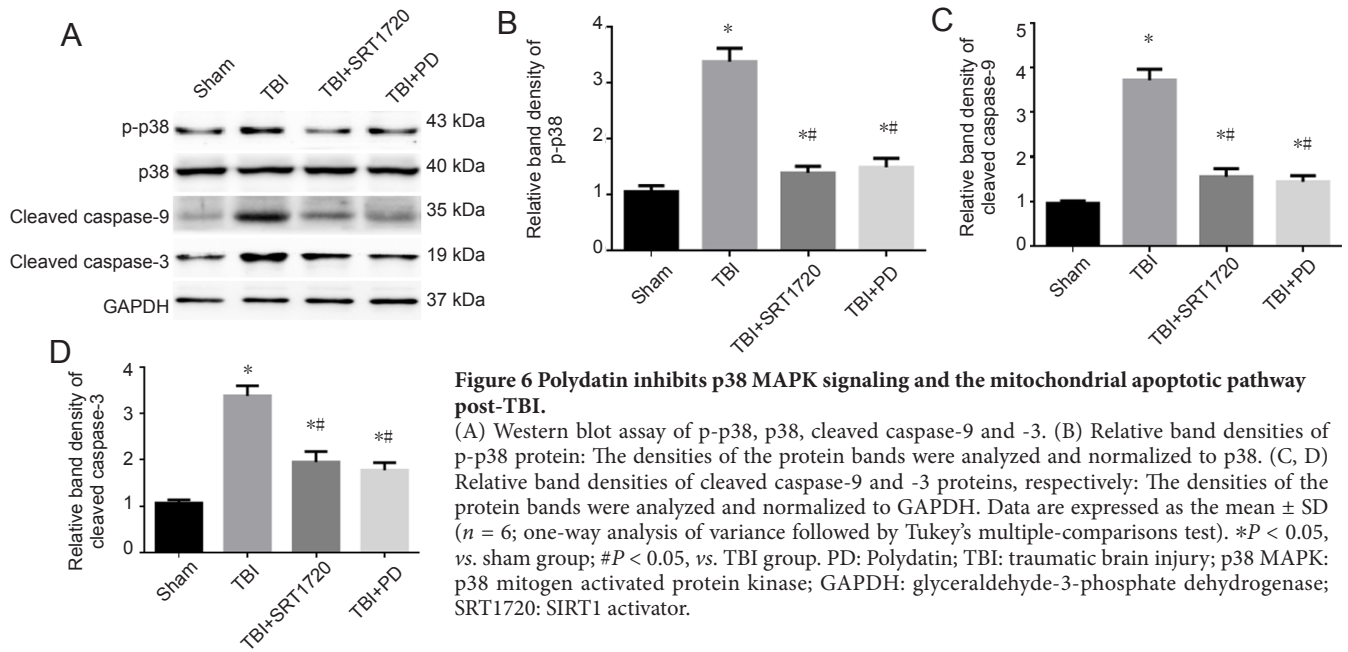 A
Sham
TBI
TBI+SRT1720
TBI+PD
p-p38
43 kDa
p38
40 kDa
Cleaved caspase-9
35 kDa
Cleaved caspase-3
19 kDa
GAPDH
37 kDa
B
Relative band density of
p-p38
4
3
2
1
0
*
*#
*#
Sham
TBI
TBI+SRT1720
TBI+PD
C
Relative band density of
cleaved caspase-9
5
4
3
2
1
0
*
*#
*#
Sham
TBI
TBI+SRT1720
TBI+PD
D
Relative band density of
cleaved caspase-3
4
3
2
1
0
*
*#
*#
Sham
TBI
TBI+SRT1720
TBI+PD
Figure 6 Polydatin inhibits p38 MAPK signaling and the mitochondrial apoptotic pathway
post-TBI.
(A) Western blot assay of p-p38, p38, cleaved caspase-9 and -3. (B) Relative band densities of
p-p38 protein: The densities of the protein bands were analyzed and normalized to p38. (C, D)
Relative band densities of cleaved caspase-9 and -3 proteins, respectively: The densities of the
protein bands were analyzed and normalized to GAPDH. Data are expressed as the mean ± SD
(n = 6; one-way analysis of variance followed by Tukey's multiple-comparisons test). *P < 0.05,
vs. sham group; #P < 0.05, vs. TBI group. PD: Polydatin; TBI: traumatic brain injury; p38 MAPK:
p38 mitogen activated protein kinase; GAPDH: glyceraldehyde-3-phosphate dehydrogenase;
SRT1720: SIRT1 activator.